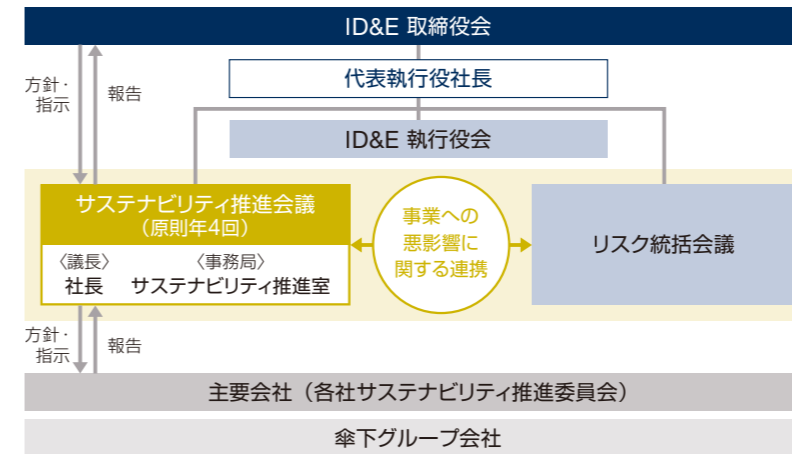 ID&E 取締役会
方針・
指示
報告
代表執行役社長
ID&E 執行役会
サステナビリティ推進会議
（原則年4回）
〈議長〉
社長
〈事務局〉
サステナビリティ推進室
事業への
悪影響に
関する連携
リスク統括会議
方針・
指示
報告
主要会社（各社サステナビリティ推進委員会）
傘下グループ会社